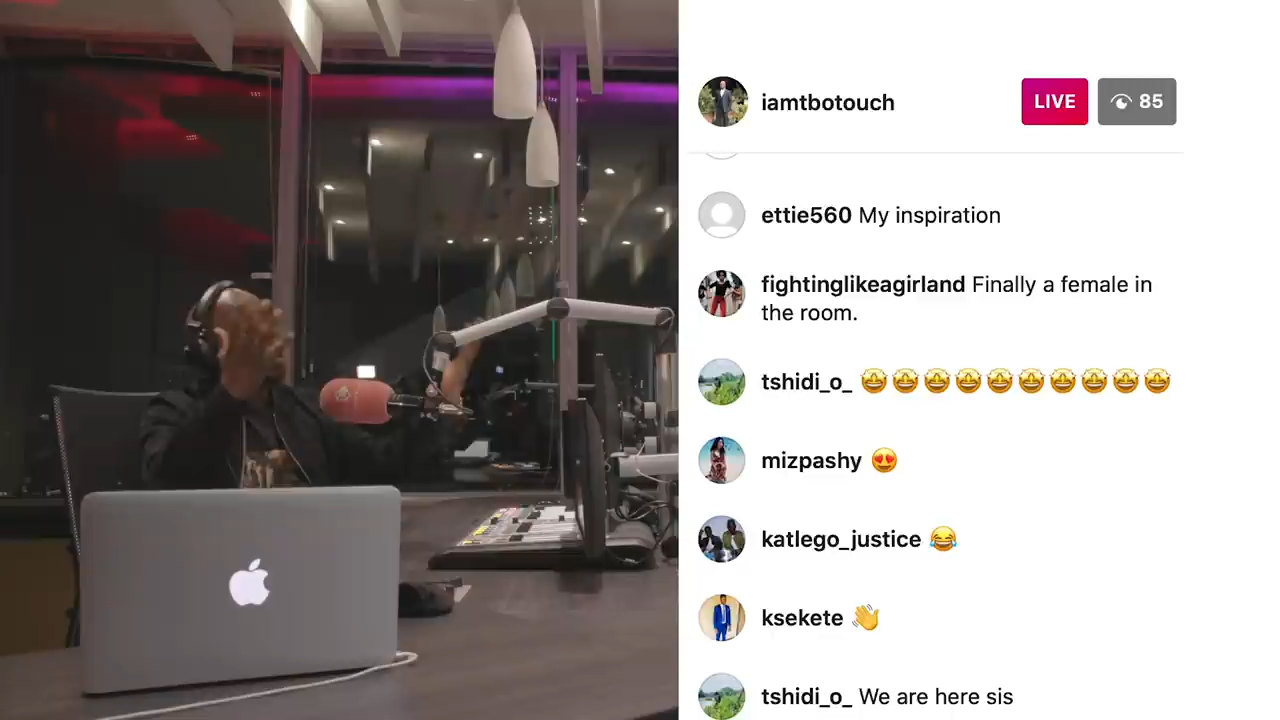 iamtbotouch
LIVE
85
ettie560 My inspiration
fightinglikeagirland Finally a female in
the room.
tshidi_o_ 🤩🤩🤩🤩🤩🤩🤩🤩🤩🤩
mizpashy 😍
katlego_justice 😂
ksekete 👋
tshidi_o_ We are here sis